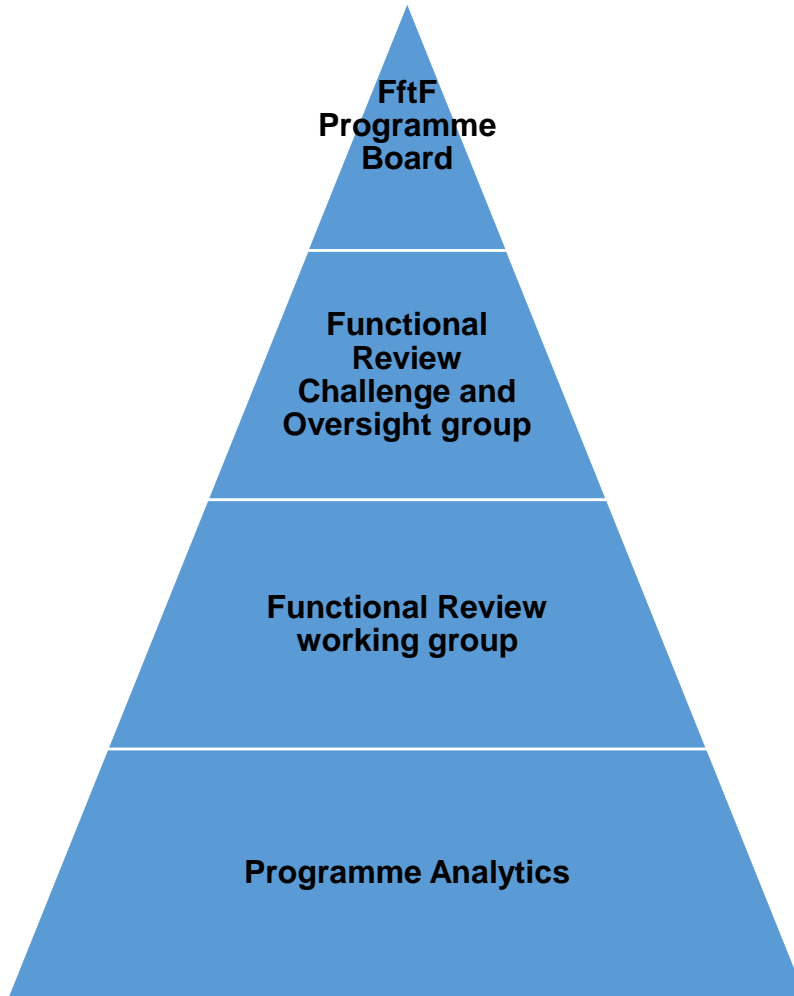 FftF
Programme
Board
Functional
Review
Challenge and
Oversight group
Functional Review
working group
Programme Analytics